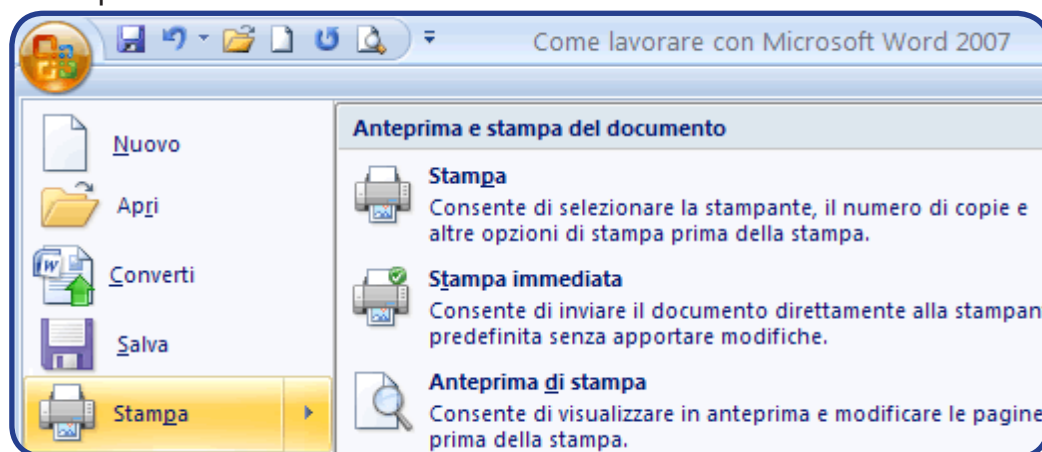 Come lavorare con Microsoft Word 2007
Nuovo
Apri
Converti
Salva
Stampa
Anteprima e stampa del documento
Stampa
Consente di selezionare la stampante, il numero di copie e
altre opzioni di stampa prima della stampa.
Stampa immediata
Consente di inviare il documento direttamente alla stampan
predefinita senza apportare modifiche.
Anteprima di stampa
Consente di visualizzare in anteprima e modificare le pagine
prima della stampa.